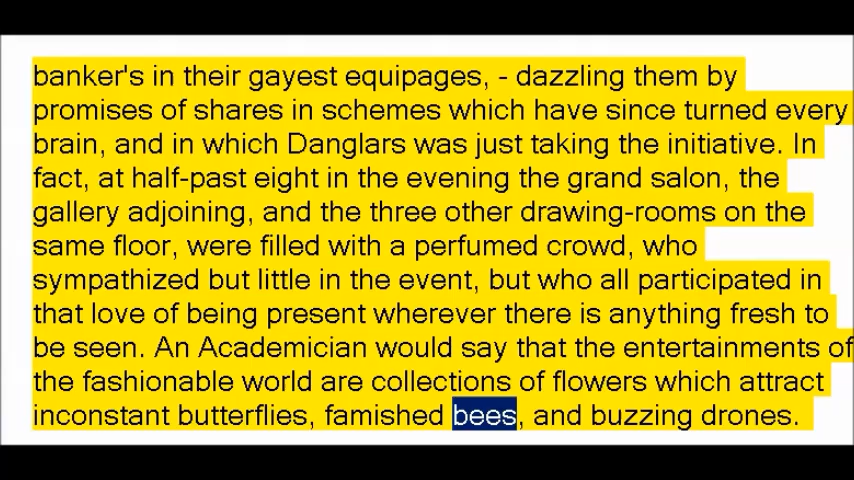 banker's in their gayest equipages, - dazzling them by
promises of shares in schemes which have since turned every
brain, and in which Danglars was just taking the initiative. In
fact, at half-past eight in the evening the grand salon, the
gallery adjoining, and the three other drawing-rooms on the
same floor, were filled with a perfumed crowd, who
sympathized but little in the event, but who all participated in
that love of being present wherever there is anything fresh to
be seen. An Academician would say that the entertainments of
the fashionable world are collections of flowers which attract
inconstant butterflies, famished bees, and buzzing drones.